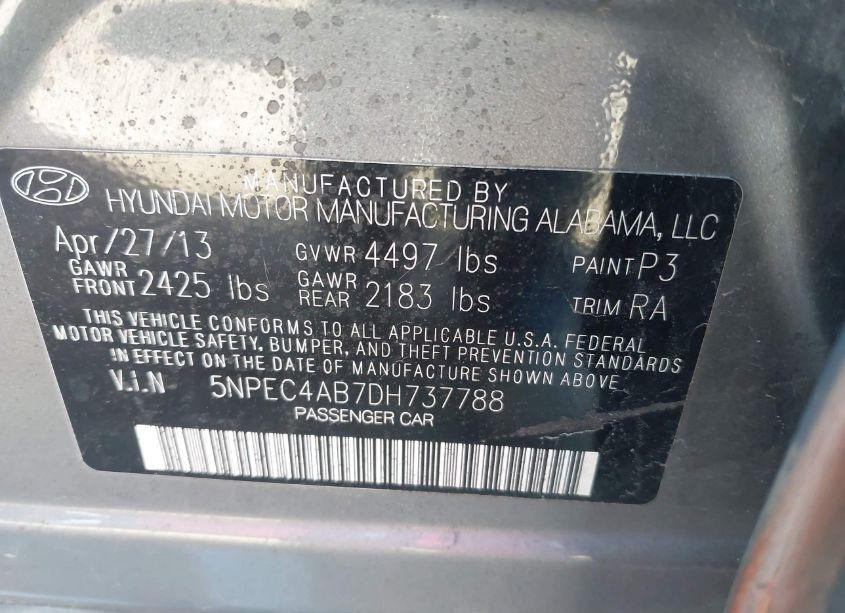 MANUFACTURED BY
HYUNDAI MOTOR MANUFACTURING ALABAMA, LLC
Apr/27/13 GVWR 4497 lbs PAINT P3
GAWR FRONT 2425 lbs GAWR REAR 2183 lbs TRIM RA
THIS VEHICLE CONFORMS TO ALL APPLICABLE U.S.A. FEDERAL
MOTOR VEHICLE SAFETY, BUMPER, AND THEFT PREVENTION STANDARDS
IN EFFECT ON THE DATE OF MANUFACTURE SHOWN ABOVE.
V.i.N 5NPEC4AB7DH737788
PASSENGER CAR